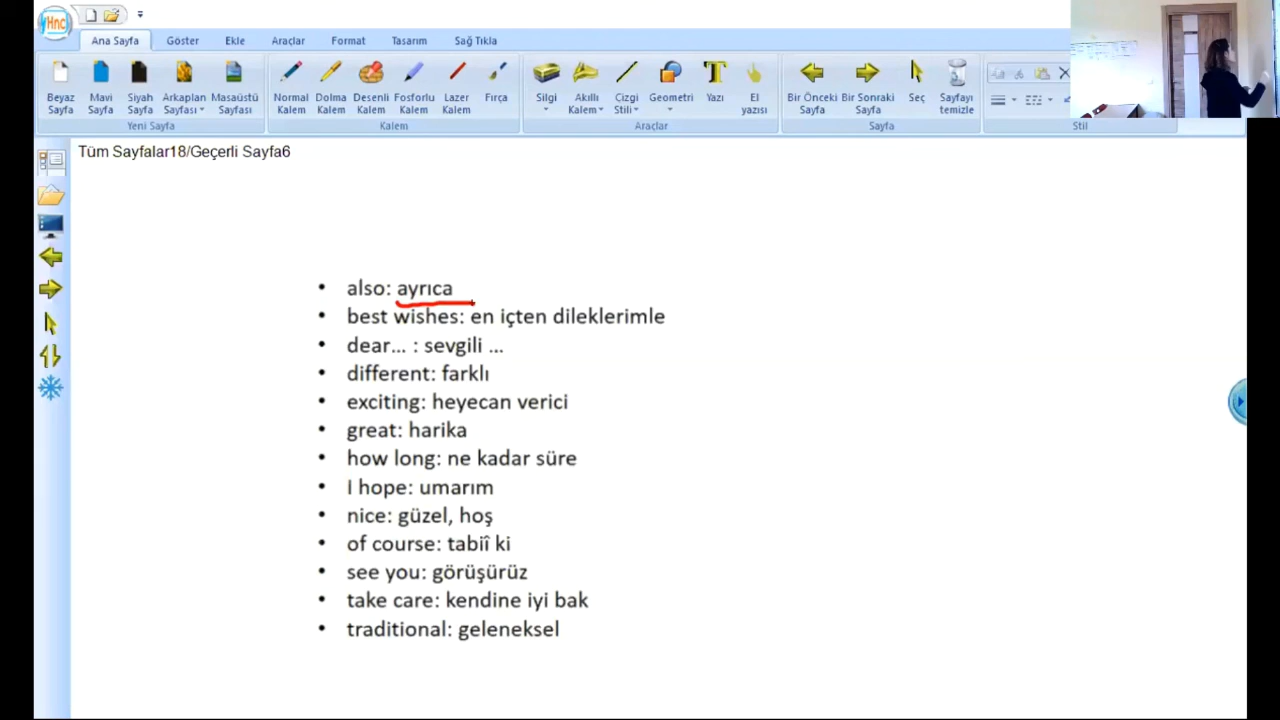 yHnc
Ana Sayfa Göster Ekle Araçlar Format Tasarım Sağ Tıkla
Beyaz Sayfa Mavi Sayfa Siyah Sayfa Arkaplan Sayfası Masaüstü Sayfası Normal Kalem Dolma Kalem Desenli Kalem Fosforlu Kalem Lazer Kalem Fırça Silgi Akıllı Kalem Çizgi Stili Geometri Yazı El yazısı Bir Önceki Sayfa Bir Sonraki Sayfa Seç Sayfayı temizle
Yeni Sayfa Kalem Araçlar Sayfa Stil
Tüm Sayfalar18/Geçerli Sayfa6
• also: ayrıca
• best wishes: en içten dileklerimle
• dear... : sevgili ...
• different: farklı
• exciting: heyecan verici
• great: harika
• how long: ne kadar süre
• I hope: umarım
• nice: güzel, hoş
• of course: tabiî ki
• see you: görüşürüz
• take care: kendine iyi bak
• traditional: geleneksel